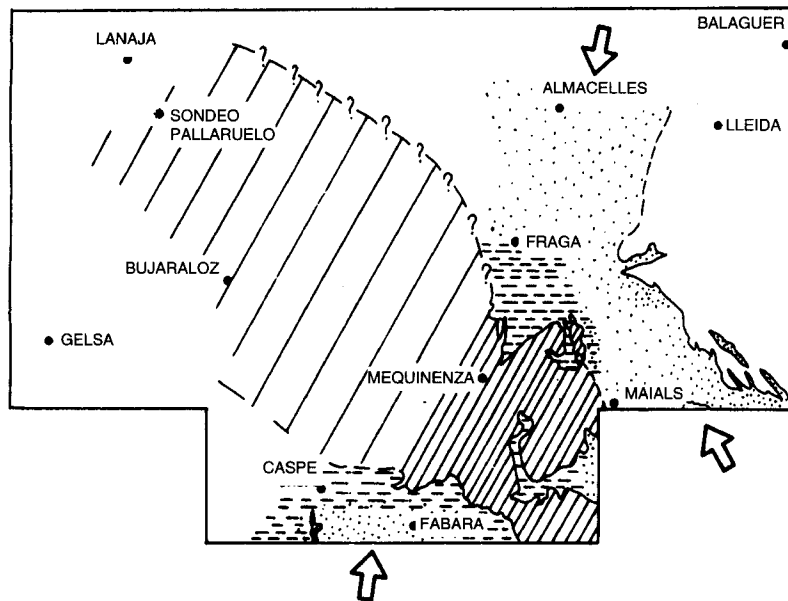 BALAGUER
LANAJA
ALMACELLES
SONDEO
PALLARUELO
LLEIDA
? ? ? ? ? ? ? ? ? ?
FRAGA
BUJARALOZ
GELSA
MEQUINENZA
MAIALS
CASPE
FABARA